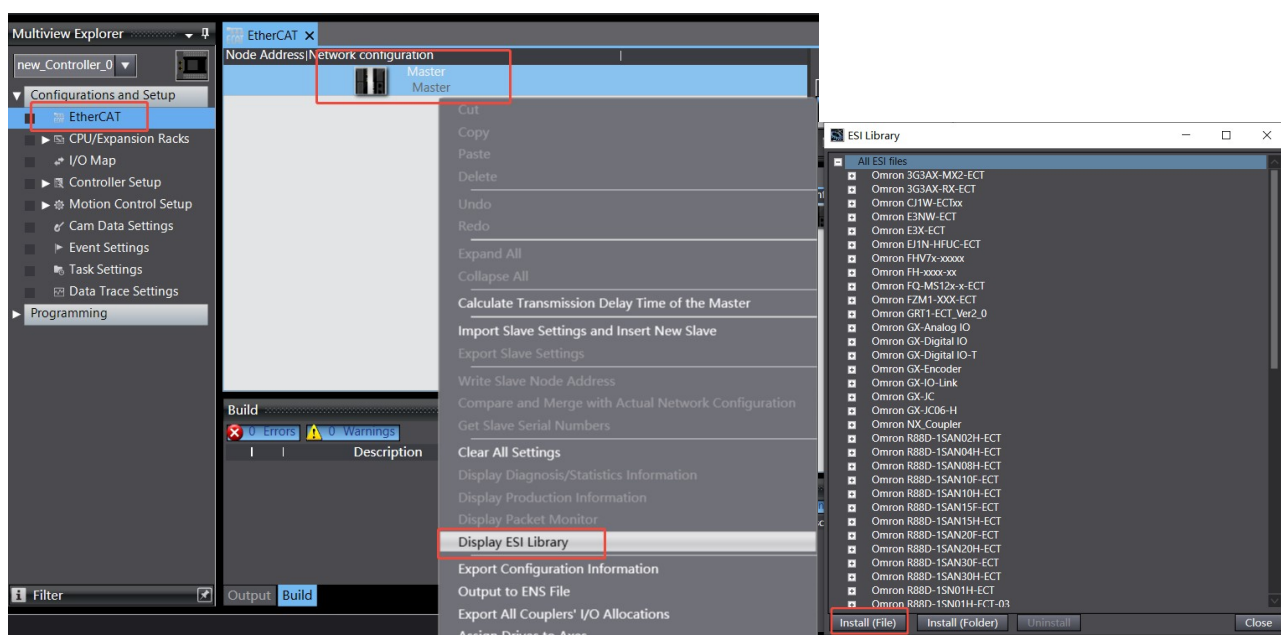 Multiview Explorer
new_Controller_0
Configurations and Setup
EtherCAT
CPU/Expansion Racks
I/O Map
Controller Setup
Motion Control Setup
Cam Data Settings
Event Settings
Task Settings
Data Trace Settings
Programming
Filter
EtherCAT
Node Address|Network configuration
Master
Master
Build
0 Errors 0 Warnings
Description
Output Build
Cut
Copy
Paste
Delete
Undo
Redo
Expand All
Collapse All
Calculate Transmission Delay Time of the Master
Import Slave Settings and Insert New Slave
Export Slave Settings
Write Slave Node Address
Compare and Merge with Actual Network Configuration
Get Slave Serial Numbers
Clear All Settings
Display Diagnosis/Statistics Information
Display Production Information
Display Packet Monitor
Display ESI Library
Export Configuration Information
Output to ENS File
Export All Couplers' I/O Allocations
Assign Drives to Axes
ESI Library
All ESI files
Omron 3G3AX-MX2-ECT
Omron 3G3AX-RX-ECT
Omron CJ1W-ECTxx
Omron E3NW-ECT
Omron E3X-ECT
Omron EJ1N-HFUC-ECT
Omron FHV7x-xxxxx
Omron FH-xxxx-xx
Omron FQ-MS12x-x-ECT
Omron FZM1-XXX-ECT
Omron GRT1-ECT_Ver2_0
Omron GX-Analog IO
Omron GX-Digital IO
Omron GX-Digital IO-T
Omron GX-Encoder
Omron GX-IO-Link
Omron GX-JC
Omron GX-JC06-H
Omron NX_Coupler
Omron R88D-1SAN02H-ECT
Omron R88D-1SAN04H-ECT
Omron R88D-1SAN08H-ECT
Omron R88D-1SAN10F-ECT
Omron R88D-1SAN10H-ECT
Omron R88D-1SAN15F-ECT
Omron R88D-1SAN15H-ECT
Omron R88D-1SAN20F-ECT
Omron R88D-1SAN20H-ECT
Omron R88D-1SAN30F-ECT
Omron R88D-1SAN30H-ECT
Omron R88D-1SN01H-ECT
Omron R88D-1SN01H-ECT-03
Install (File) Install (Folder) Uninstall Close